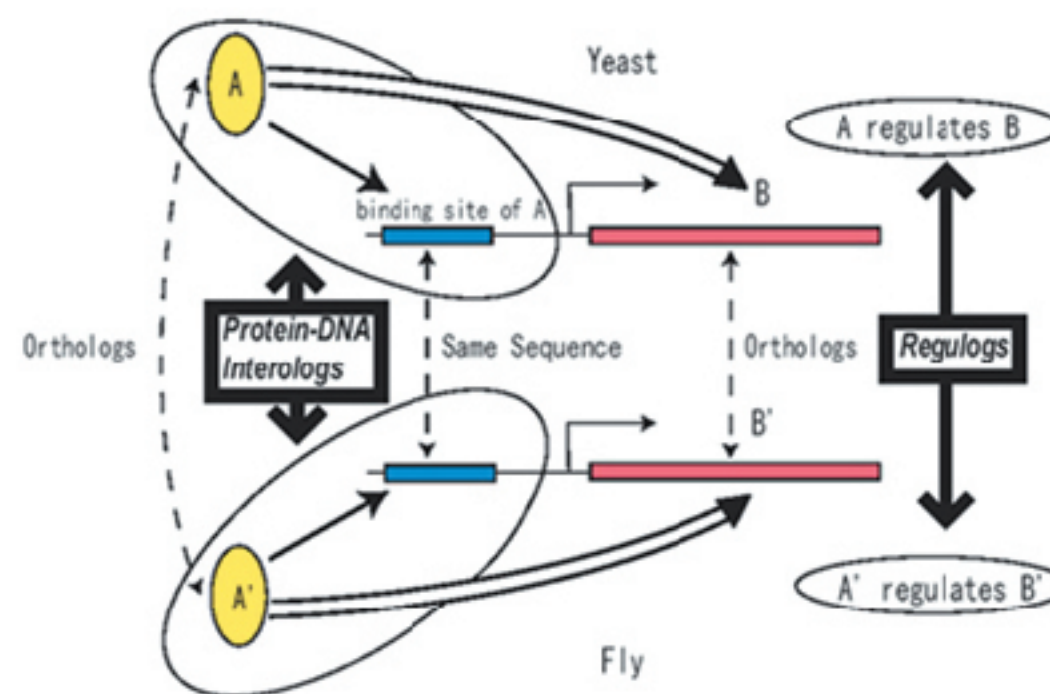 Yeast
A
A regulates B
binding site of A
B
Orthologs
Protein-DNA
Interologs
Same Sequence
Orthologs
Regulogs
B'
A'
A' regulates B'
Fly